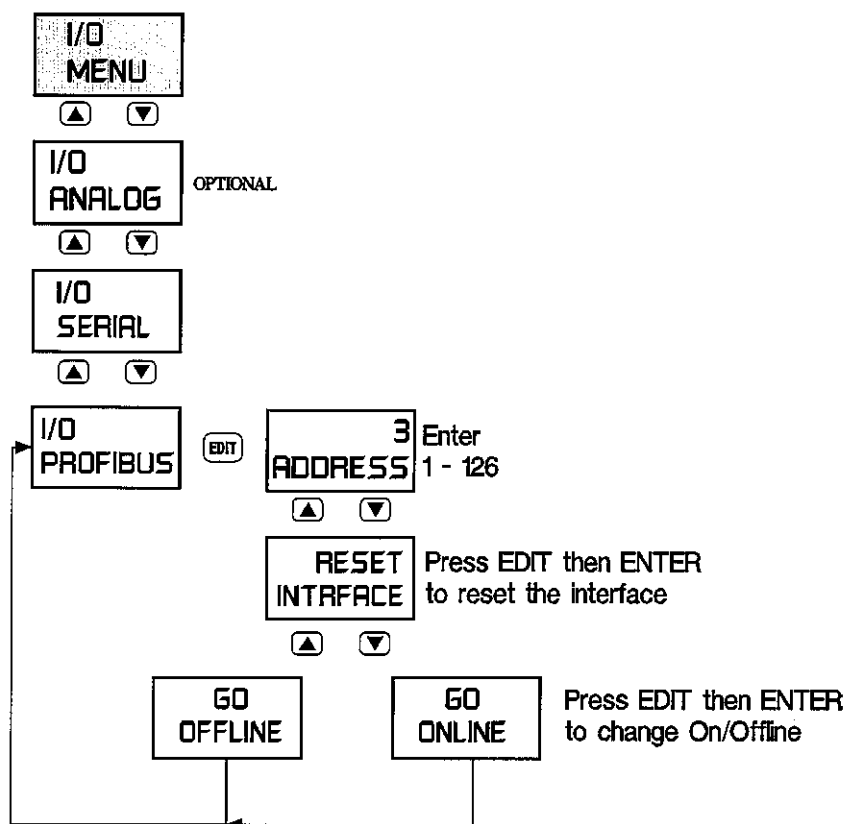 I/O
MENU
I/O
ANALOG
OPTIONAL
I/O
SERIAL
I/O
PROFIBUS
EDIT
3
ADDRESS
Enter
1 - 126
RESET
INTRFACE
Press EDIT then ENTER
to reset the interface
GO
OFFLINE
GO
ONLINE
Press EDIT then ENTER
to change On/Offline